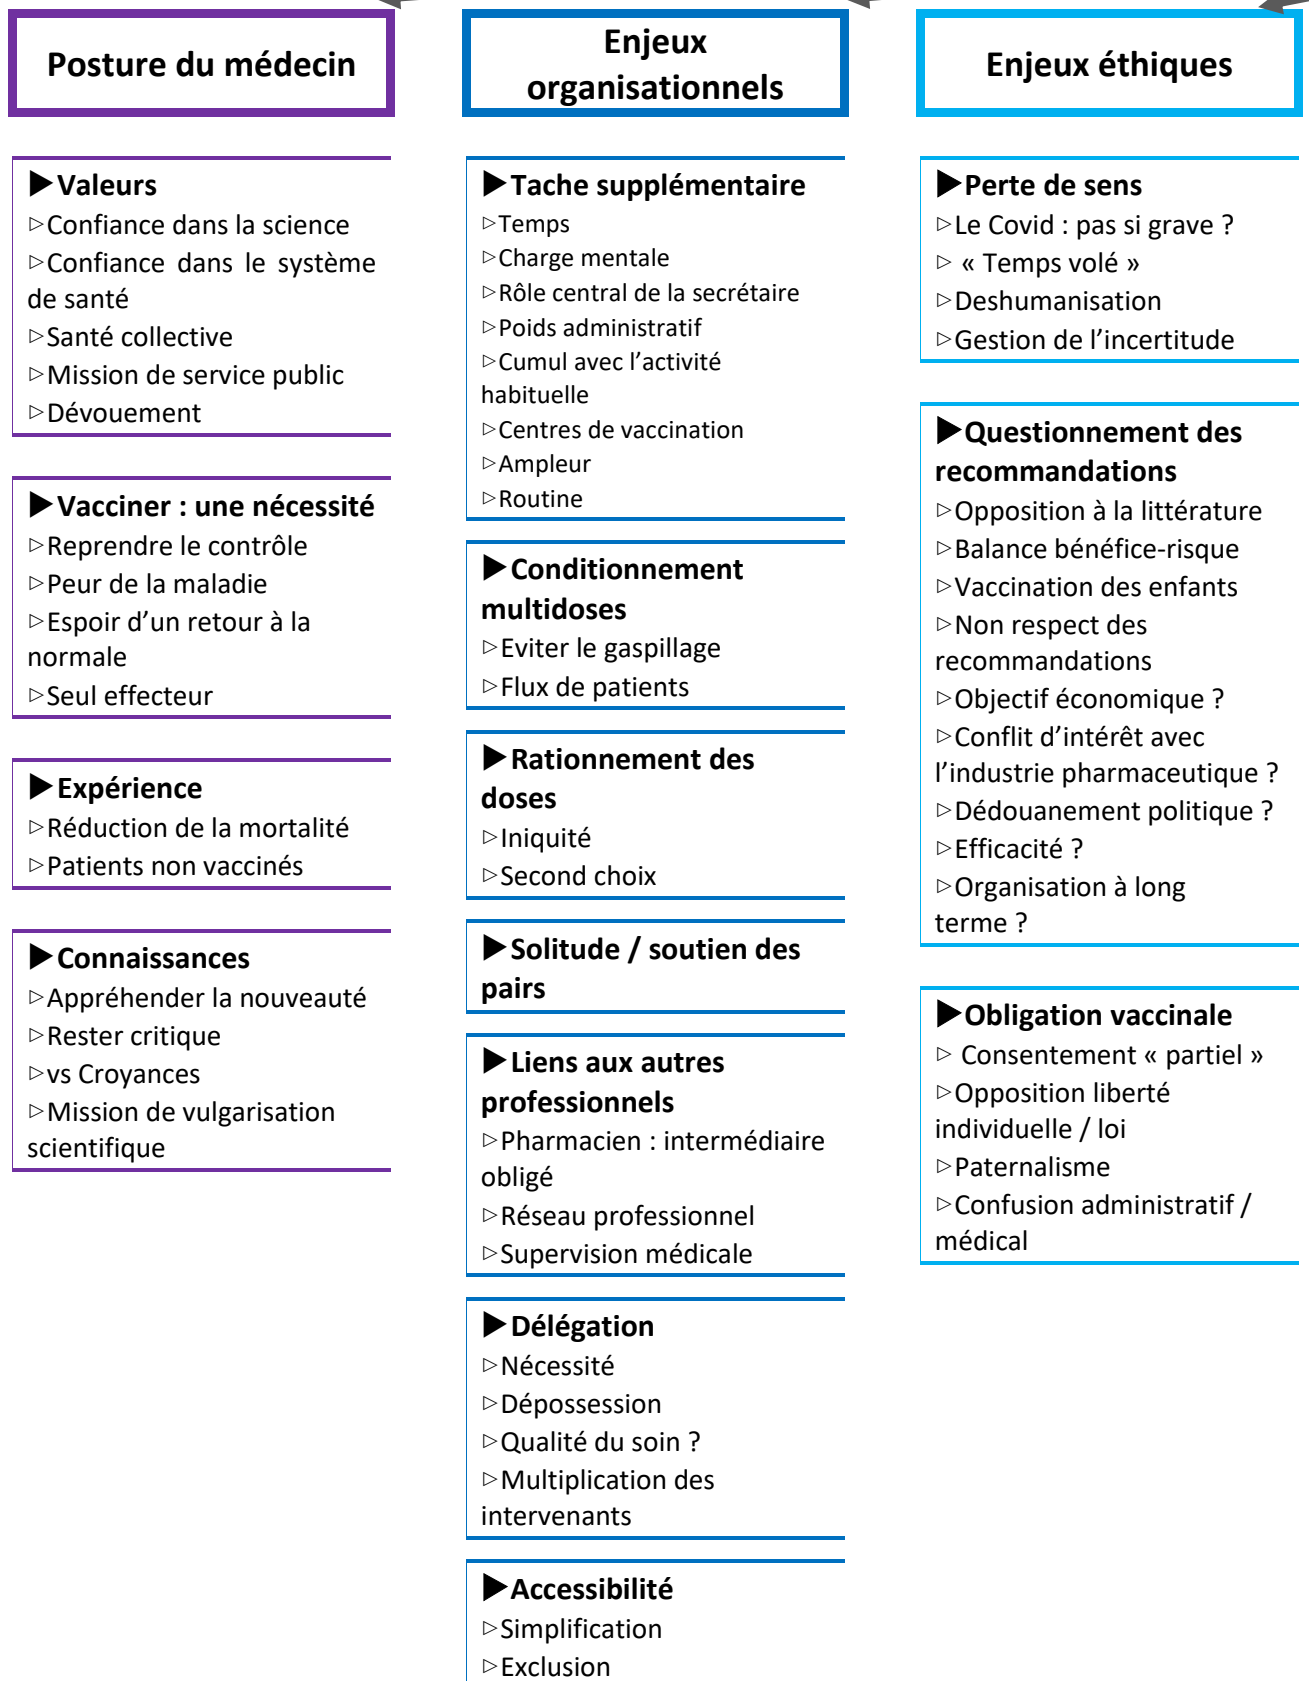 Posture du médecin
▶Valeurs
▷Confiance dans la science
▷Confiance dans le système
de santé
▷Santé collective
▷Mission de service public
▷Dévouement
▶Vacciner : une nécessité
▷Reprendre le contrôle
▷Peur de la maladie
▷Espoir d’un retour à la
normale
▷Seul effecteur
▶Expérience
▷Réduction de la mortalité
▷Patients non vaccinés
▶Connaissances
▷Appréhender la nouveauté
▷Rester critique
▷vs Croyances
▷Mission de vulgarisation
scientifique
Enjeux
organisationnels
▶Tache supplémentaire
▷Temps
▷Charge mentale
▷Rôle central de la secrétaire
▷Poids administratif
▷Cumul avec l’activité
habituelle
▷Centres de vaccination
▷Ampleur
▷Routine
▶Conditionnement
multidoses
▷Eviter le gaspillage
▷Flux de patients
▶Rationnement des
doses
▷Iniquité
▷Second choix
▶Solitude / soutien des
pairs
▶Liens aux autres
professionnels
▷Pharmacien : intermédiaire
obligé
▷Réseau professionnel
▷Supervision médicale
▶Délégation
▷Nécessité
▷Dépossession
▷Qualité du soin ?
▷Multiplication des
intervenants
▶Accessibilité
▷Simplification
▷Exclusion
Enjeux éthiques
▶Perte de sens
▷Le Covid : pas si grave ?
▷ « Temps volé »
▷Deshumanisation
▷Gestion de l’incertitude
▶Questionnement des
recommandations
▷Opposition à la littérature
▷Balance bénéfice-risque
▷Vaccination des enfants
▷Non respect des
recommandations
▷Objectif économique ?
▷Conflit d’intérêt avec
l’industrie pharmaceutique ?
▷Dédouanement politique ?
▷Efficacité ?
▷Organisation à long
terme ?
▶Obligation vaccinale
▷ Consentement « partiel »
▷Opposition liberté
individuelle / loi
▷Paternalisme
▷Confusion administratif /
médical